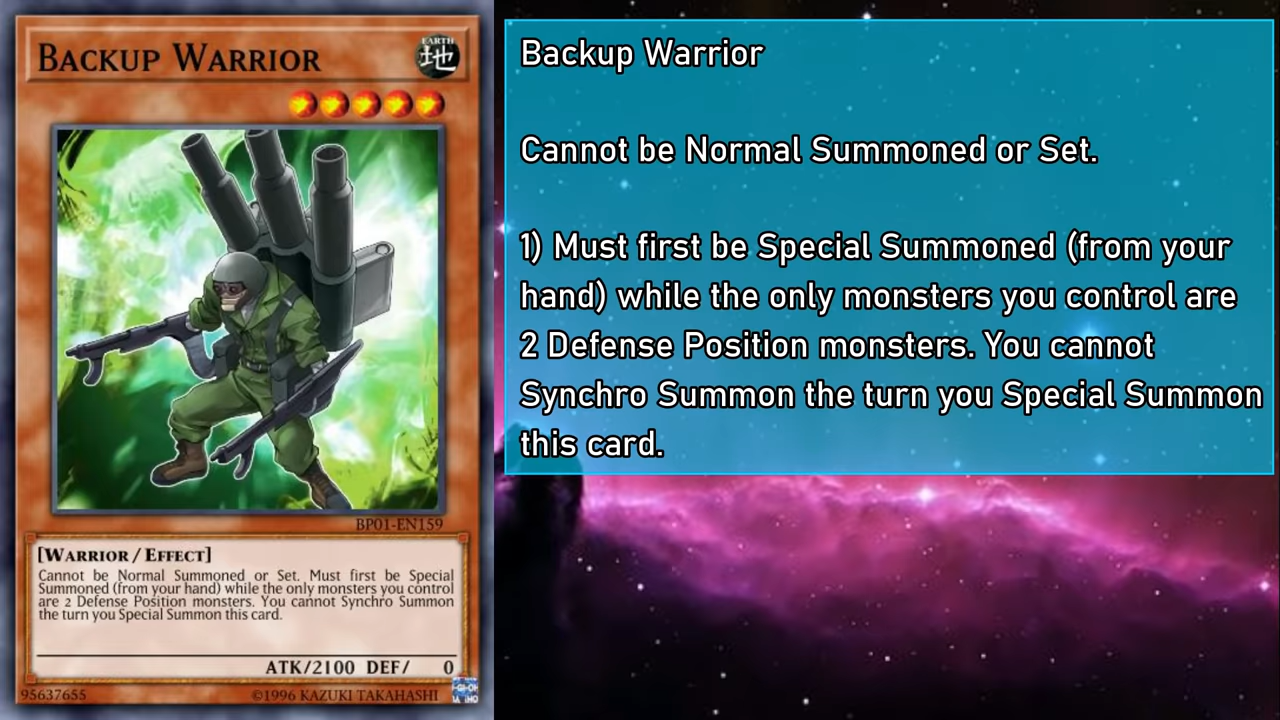 BACKUP WARRIOR
EARTH
地
BP01-EN159
[WARRIOR / EFFECT]
Cannot be Normal Summoned or Set. Must first be Special
Summoned (from your hand) while the only monsters you control
are 2 Defense Position monsters. You cannot Synchro Summon
the turn you Special Summon this card.
ATK/2100 DEF/ 0
95637655
©1996 KAZUKI TAKAHASHI
Backup Warrior
Cannot be Normal Summoned or Set.
1) Must first be Special Summoned (from your
hand) while the only monsters you control are
2 Defense Position monsters. You cannot
Synchro Summon the turn you Special Summon
this card.